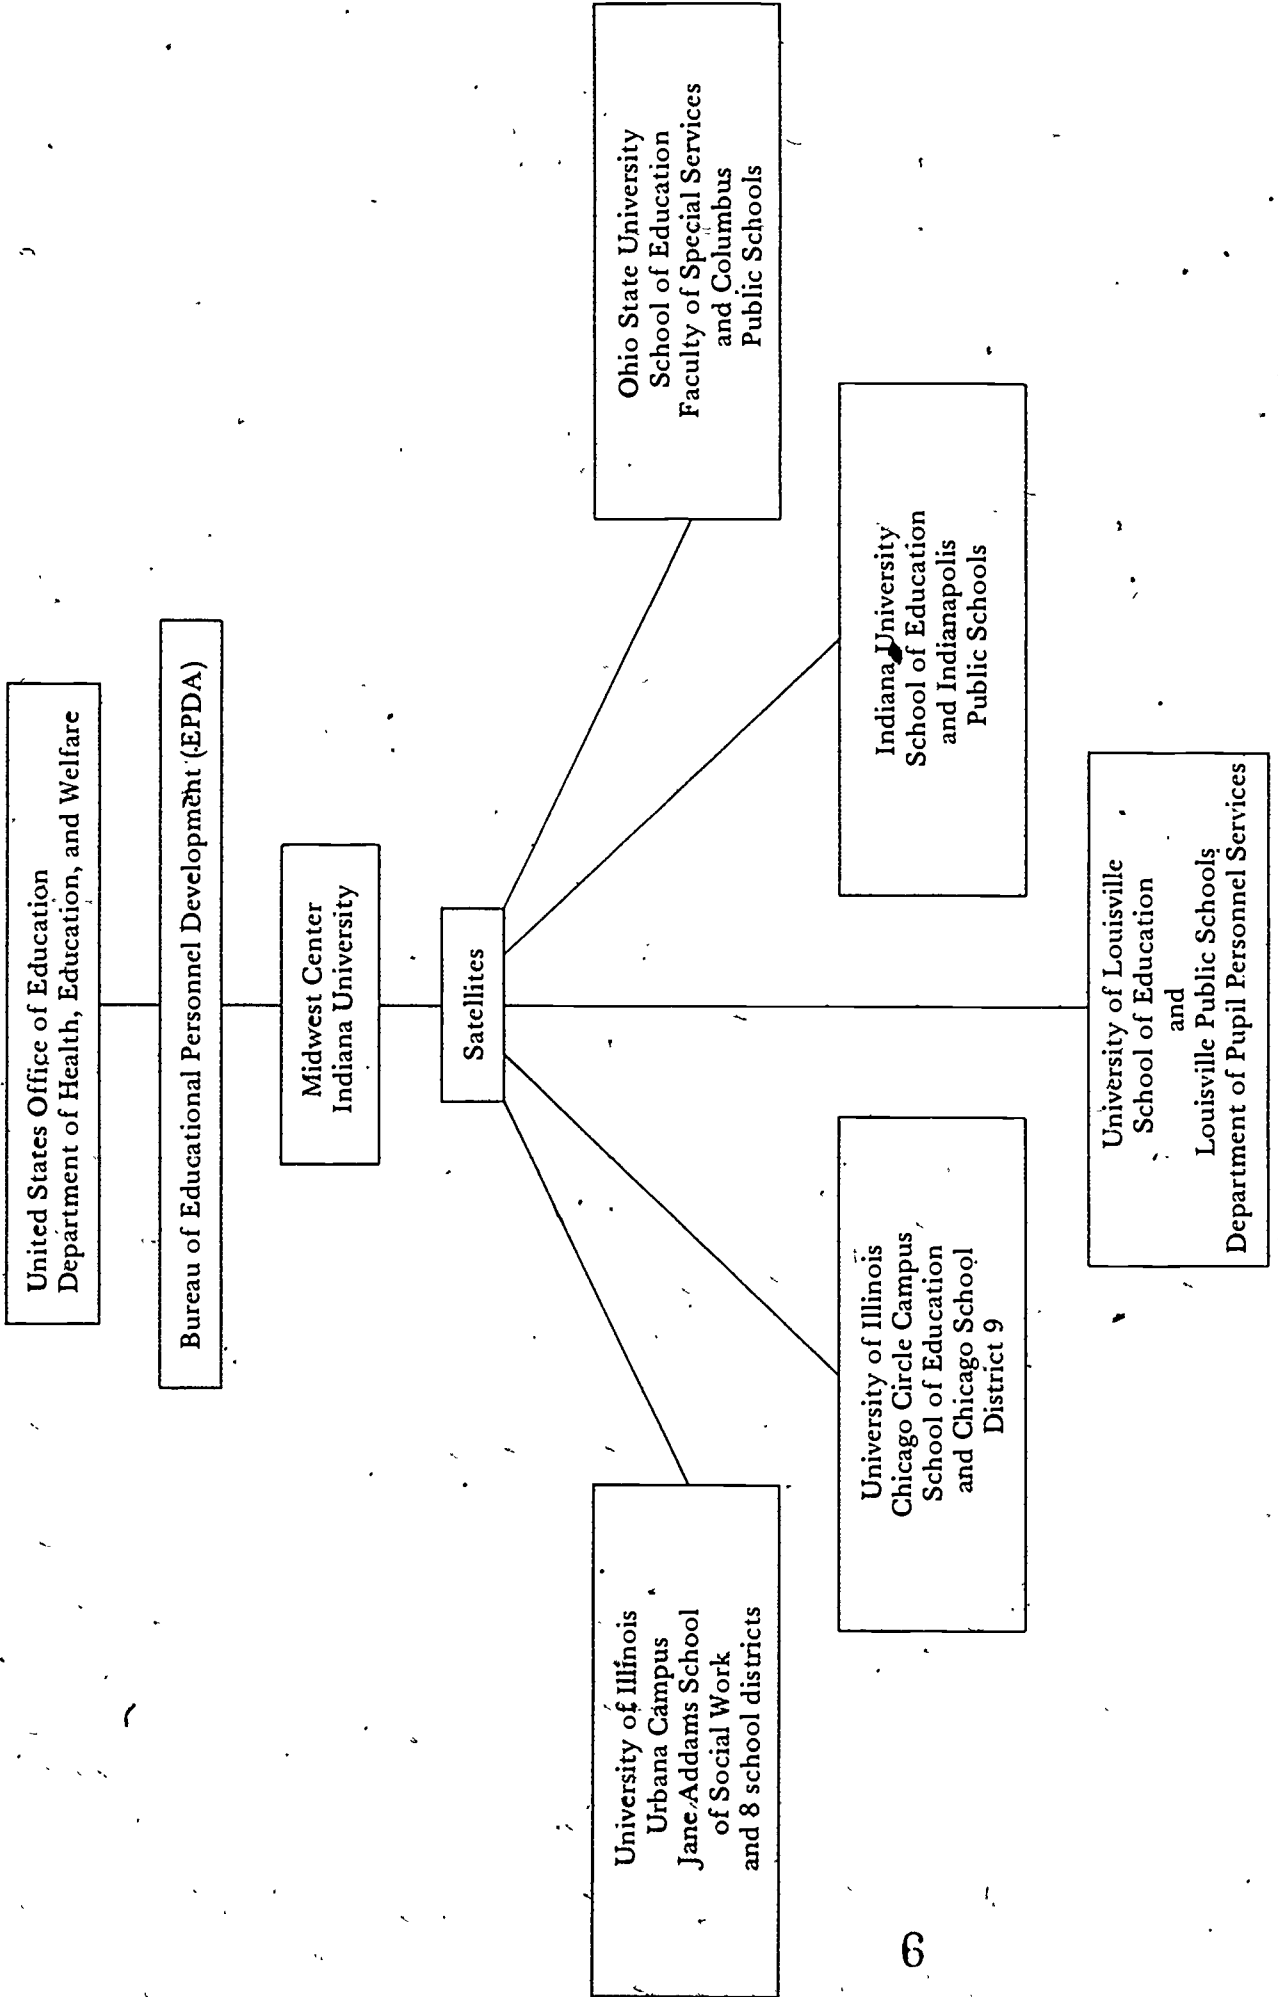 United States Office of Education
Department of Health, Education, and Welfare
Bureau of Educational Personnel Development (EPDA)
Midwest Center
Indiana University
Satellites
University of Illinois
Urbana Campus
Jane Addams School
of Social Work
and 8 school districts
University of Illinois
Chicago Circle Campus
School of Education
and Chicago School
District 9
University of Louisville
School of Education
and
Louisville Public Schools
Department of Pupil Personnel Services
Indiana University
School of Education
and Indianapolis
Public Schools
Ohio State University
School of Education
Faculty of Special Services
and Columbus
Public Schools
9